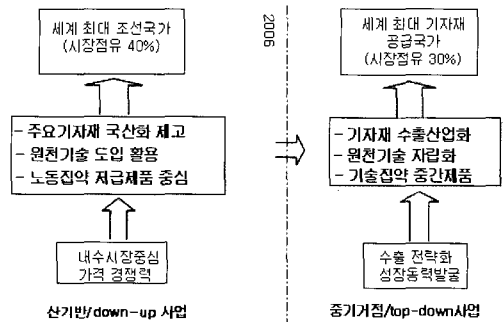 세계 최대 조선국가
(시장점유 40%)
- 주요기자재 국산화 제고
- 원천기술 도입 활용
- 노동집약 저급제품 중심
내수시장중심
가격 경쟁력
산기반/down-up 사업
2006
세계 최대 기자재
공급국가
(시장점유 30%)
- 기자재 수출산업화
- 원천기술 자립화
- 기술집약 중간제품
수출 전략화
성장동력발굴
중기거점/top-down사업